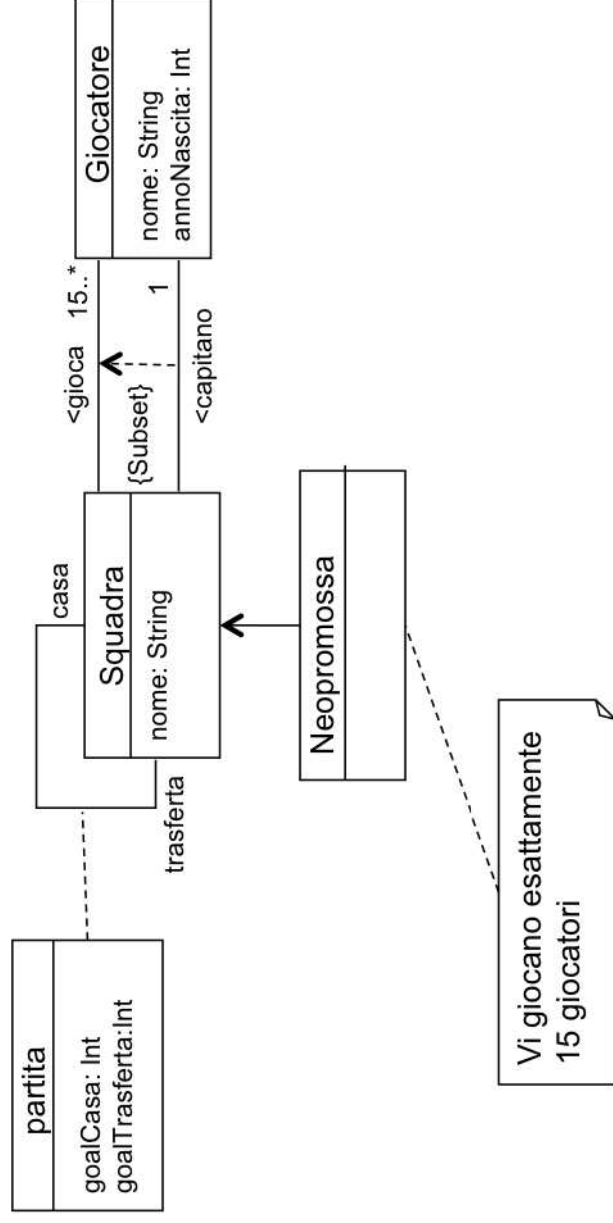 partita
goalCasa: Int
goalTrasferta:Int
casa
trasferta
Squadra
nome: String
<gioca
15..*
{Subset}
<capitano
1
Giocatore
nome: String
annoNascita: Int
Neopromossa
Vi giocano esattamente
15 giocatori